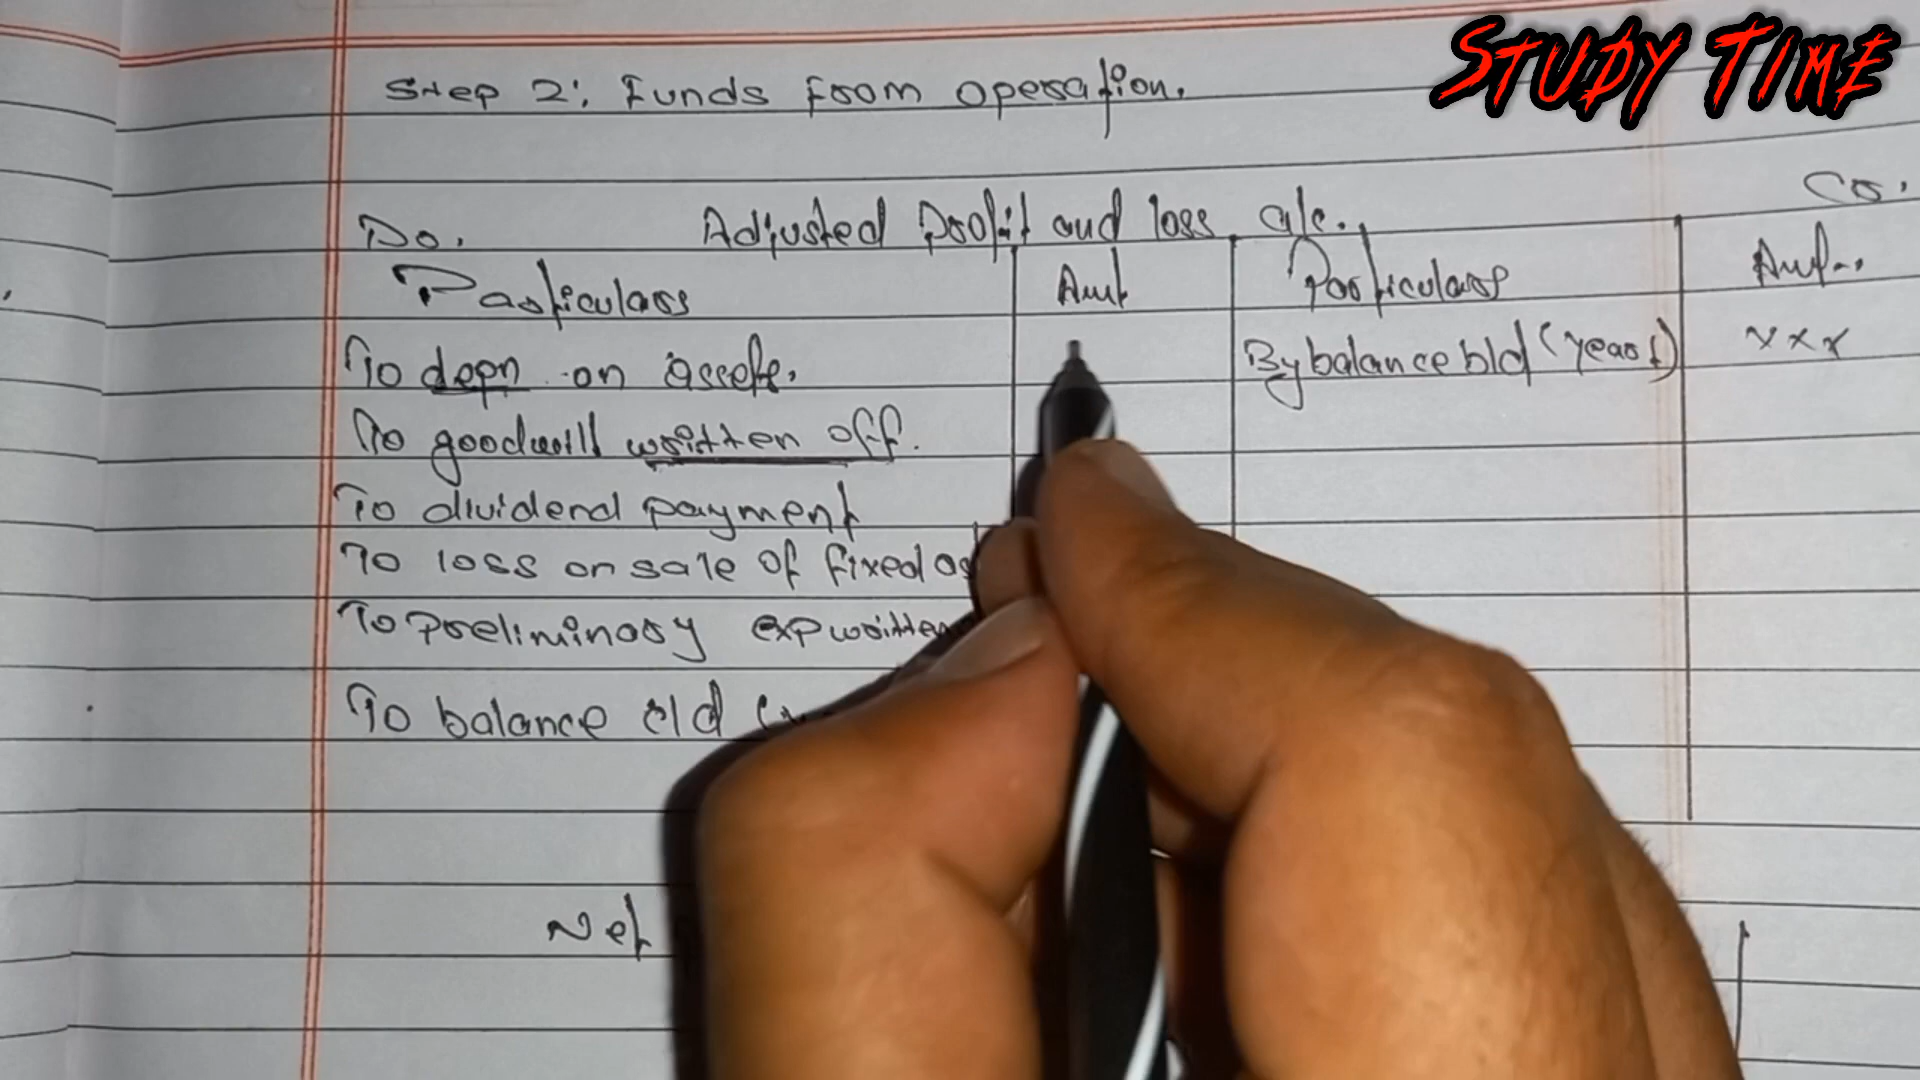 STUDY TIME
Step 2: Funds from operation.
Dr. Adjusted Profit and loss a/c. Cr.
Particulars Amt Particulars Amt..
To depn on assets. By balance b/d (year 1) xxx
To goodwill written off.
To dividend payment
To loss on sale of fixed as
To Preliminary exp written
To balance c/d
Net